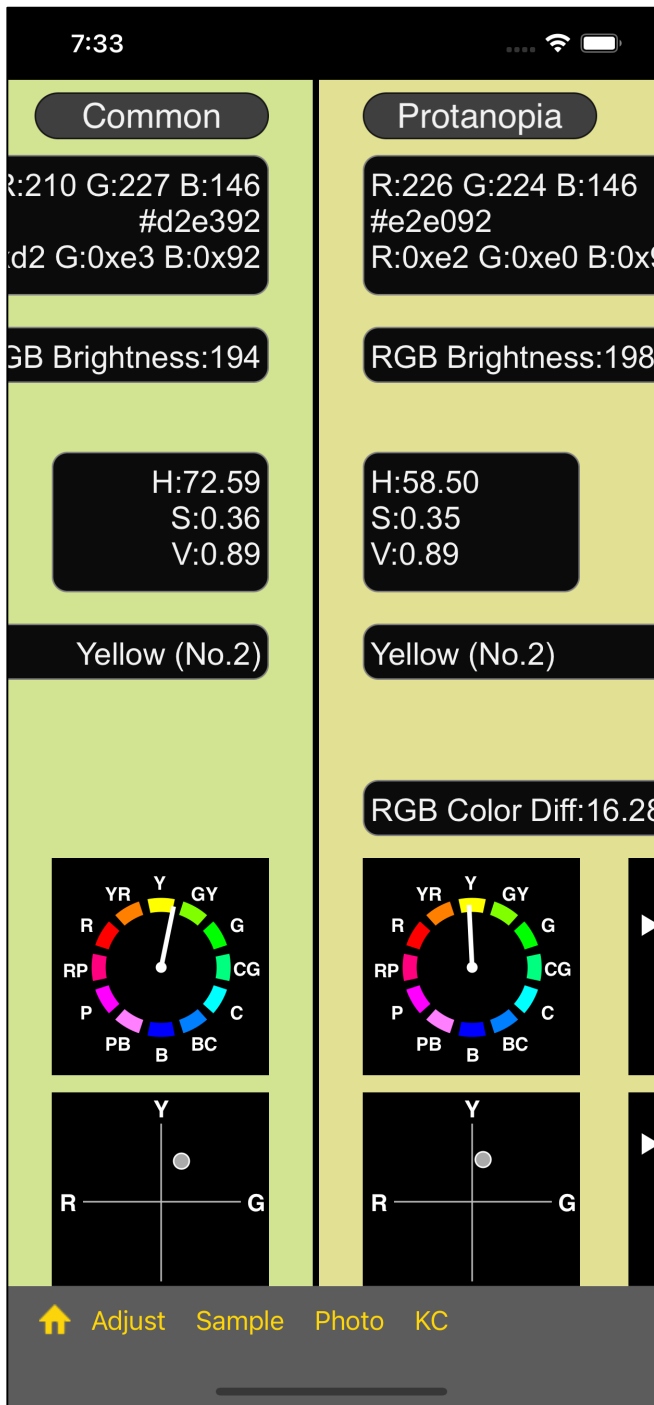 7:33
Common
Protanopia
R:210 G:227 B:146
#d2e392
d2 G:0xe3 B:0x92
R:226 G:224 B:146
#e2e092
R:0xe2 G:0xe0 B:0x9
GB Brightness:194
RGB Brightness:198
H:72.59
S:0.36
V:0.89
H:58.50
S:0.35
V:0.89
Yellow (No.2)
Yellow (No.2)
RGB Color Diff:16.28
Y
YR GY
R G
RP CG
P C
PB BC
B
Y
YR GY
R G
RP CG
P C
PB BC
B
Y
R G
Y
R G
Adjust Sample Photo KC